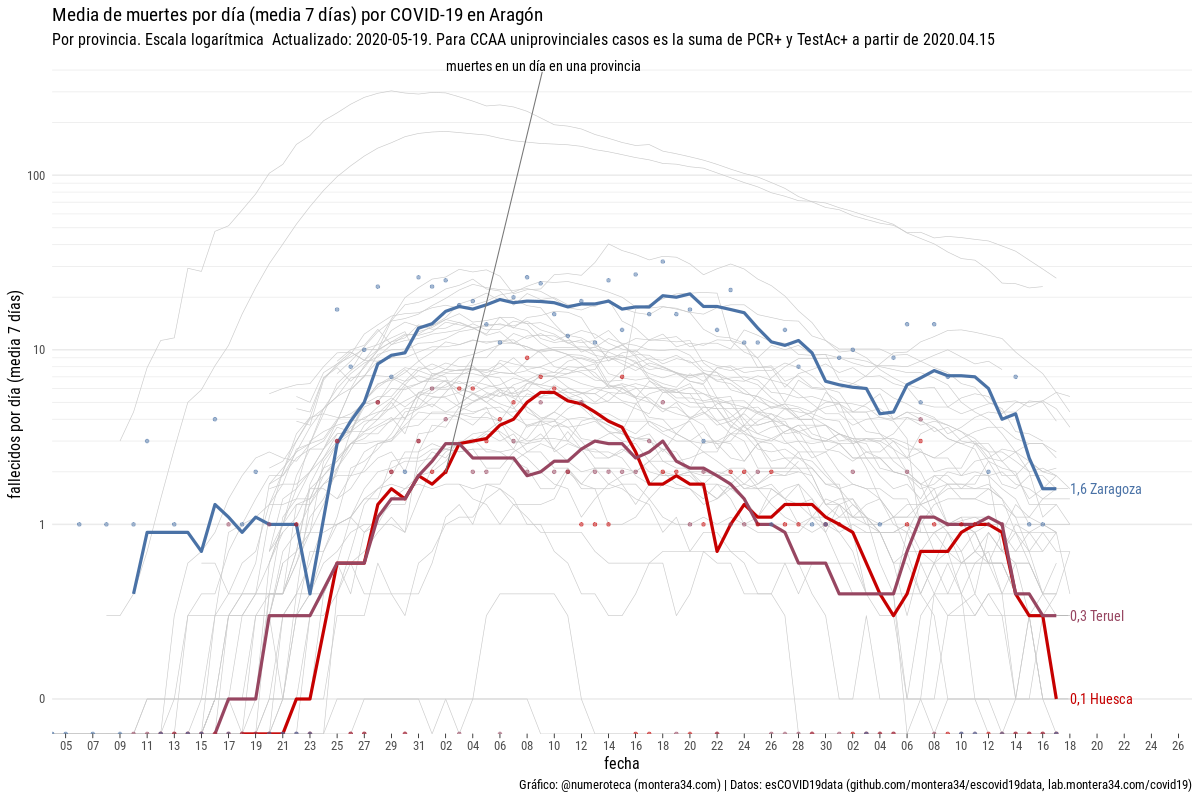 Media de muertes por día (media 7 días) por COVID-19 en Aragón
Por provincia. Escala logarítmica  Actualizado: 2020-05-19. Para CCAA uniprovinciales casos es la suma de PCR+ y TestAc+ a partir de 2020.04.15
muertes en un día en una provincia
fallecidos por día (media  7 días)
100
10
1
0
1,6 Zaragoza
0,3 Teruel
0,1 Huesca
05 07 09 11 13 15 17 19 21 23 25 27 29 31 02 04 06 08 10 12 14 16 18 20 22 24 26 28 30 02 04 06 08 10 12 14 16 18 20 22 24 26
fecha
Gráfico: @numeroteca (montera34.com) | Datos: esCOVID19data (github.com/montera34/escovid19data, lab.montera34.com/covid19)